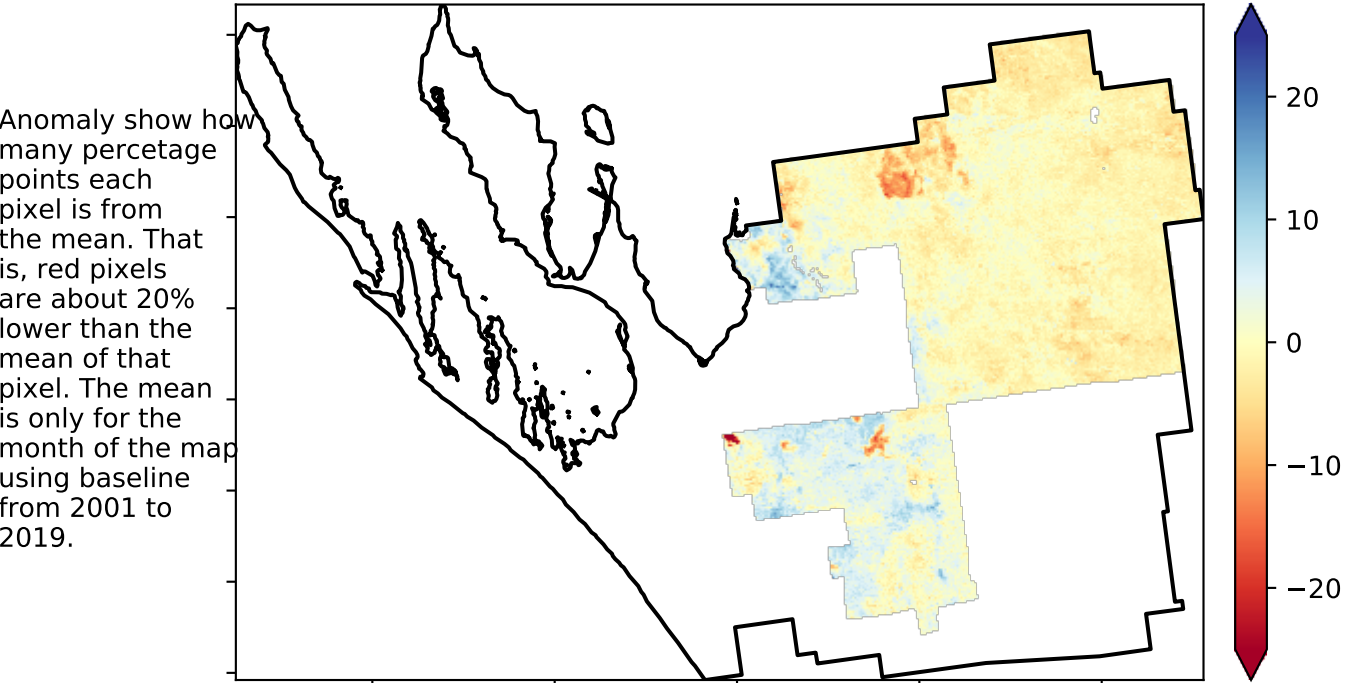 Anomaly show how
many percetage
points each
pixel is from
the mean. That
is, red pixels
are about 20%
lower than the
mean of that
pixel. The mean
is only for the
month of the map
using baseline
from 2001 to
2019.
20
10
0
−10
−20